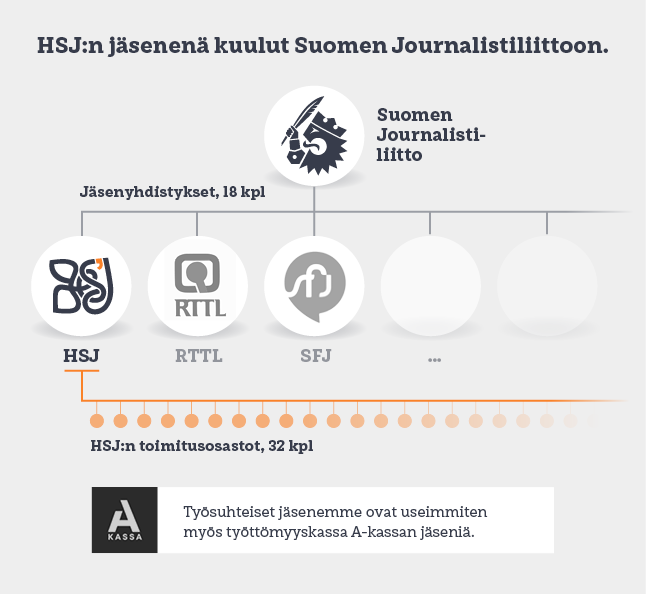 HSJ:n jäsenenä kuulut Suomen Journalistiliittoon.
Suomen
Journalisti-
liitto
Jäsenyhdistykset, 18 kpl
RTTL
sfj
HSJ
RTTL
SFJ
...
HSJ:n toimitusosastot, 32 kpl
A
KASSA
Työsuhteiset jäsenemme ovat useimmiten
myös työttömyyskassa A-kassan jäseniä.